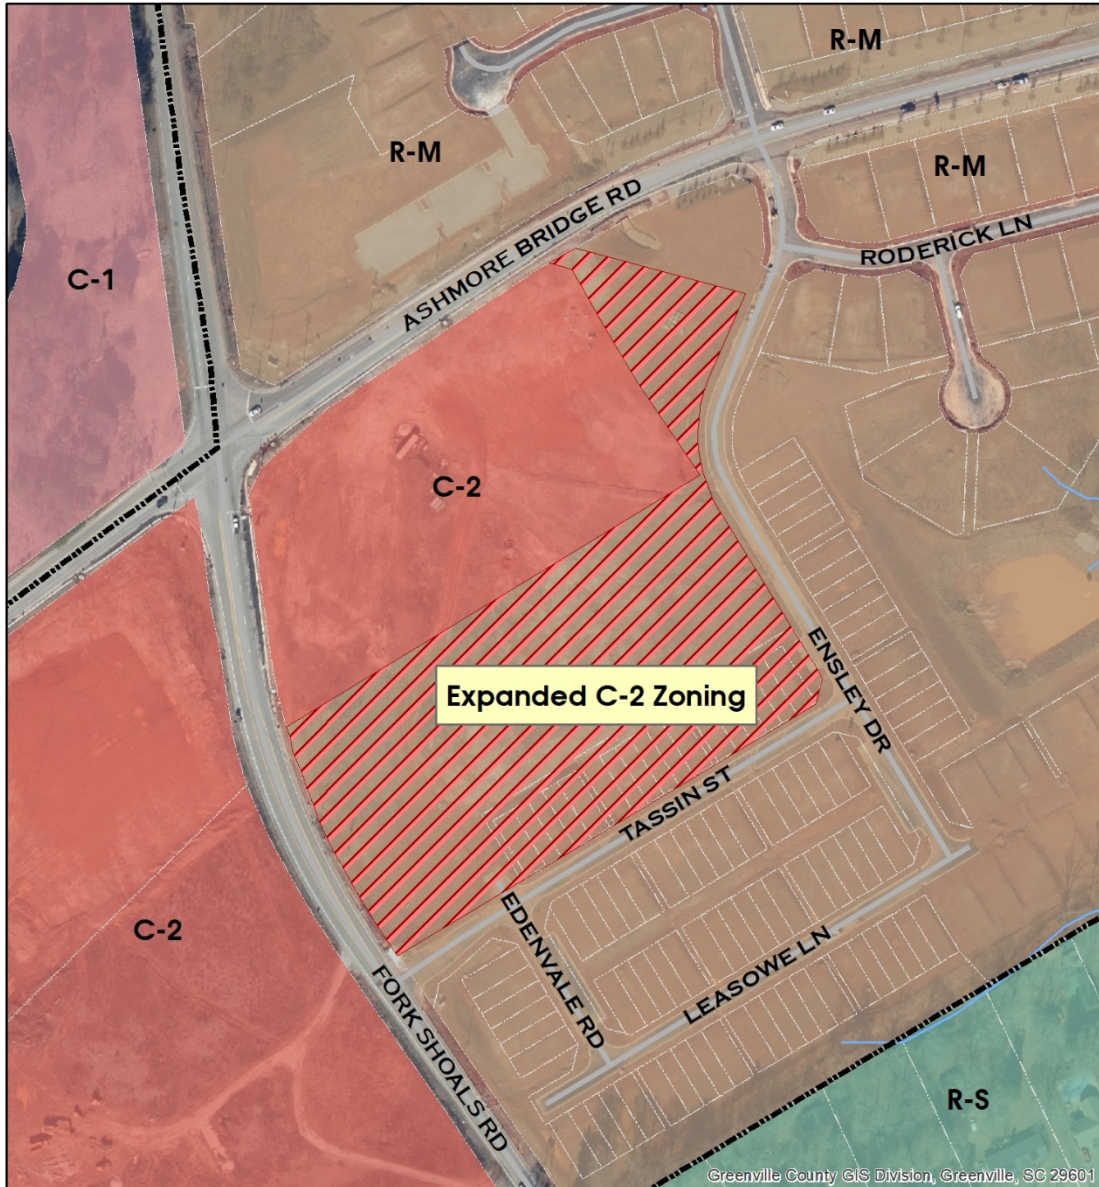 R-M
R-M
R-M
ASHMORE BRIDGE RD
RODERICK LN
C-1
C-2
ENSLEY DR
Expanded C-2 Zoning
TASSIN ST
C-2
EDENVALE RD
LEASOWE LN
FORK SHOALS RD
R-S
Greenville County GIS Division, Greenville, SC 29601